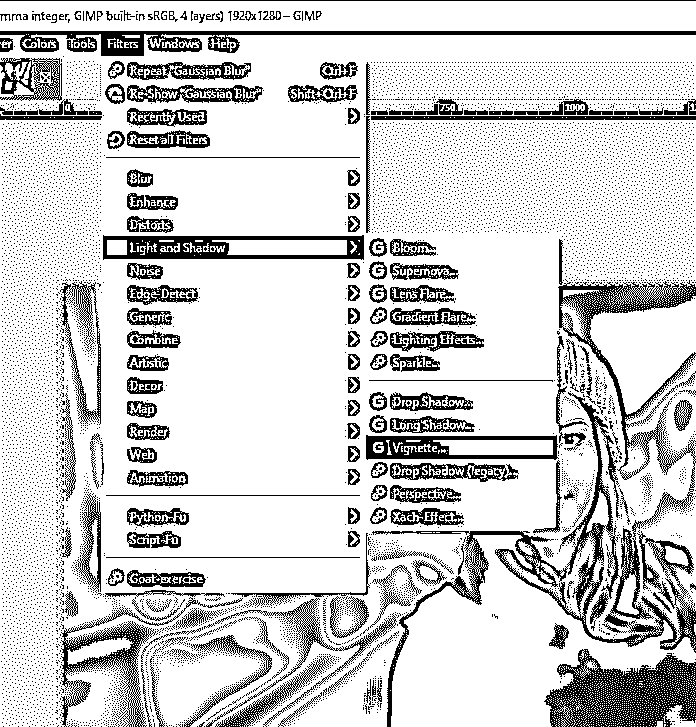 mma integer, GIMP built-in sRGB, 4 layers) 1920x1280 – GIMP
er Colors Tools Filters Windows Help
Repeat "Gaussian Blur" Ctrl+F
Re-Show "Gaussian Blur" Shift+Ctrl+F
Recently Used
0 750 1000
Reset all Filters
Blur
Enhance
Distorts
Light and Shadow
Noise
Edge-Detect
Generic
Combine
Artistic
Decor
Map
Render
Web
Animation
Python-Fu
Script-Fu
Goat-exercise
Bloom...
Supernova...
Lens Flare...
Gradient Flare...
Lighting Effects...
Sparkle...
Drop Shadow...
Long Shadow...
Vignette...
Drop Shadow (legacy)...
Perspective...
Xach-Effect...